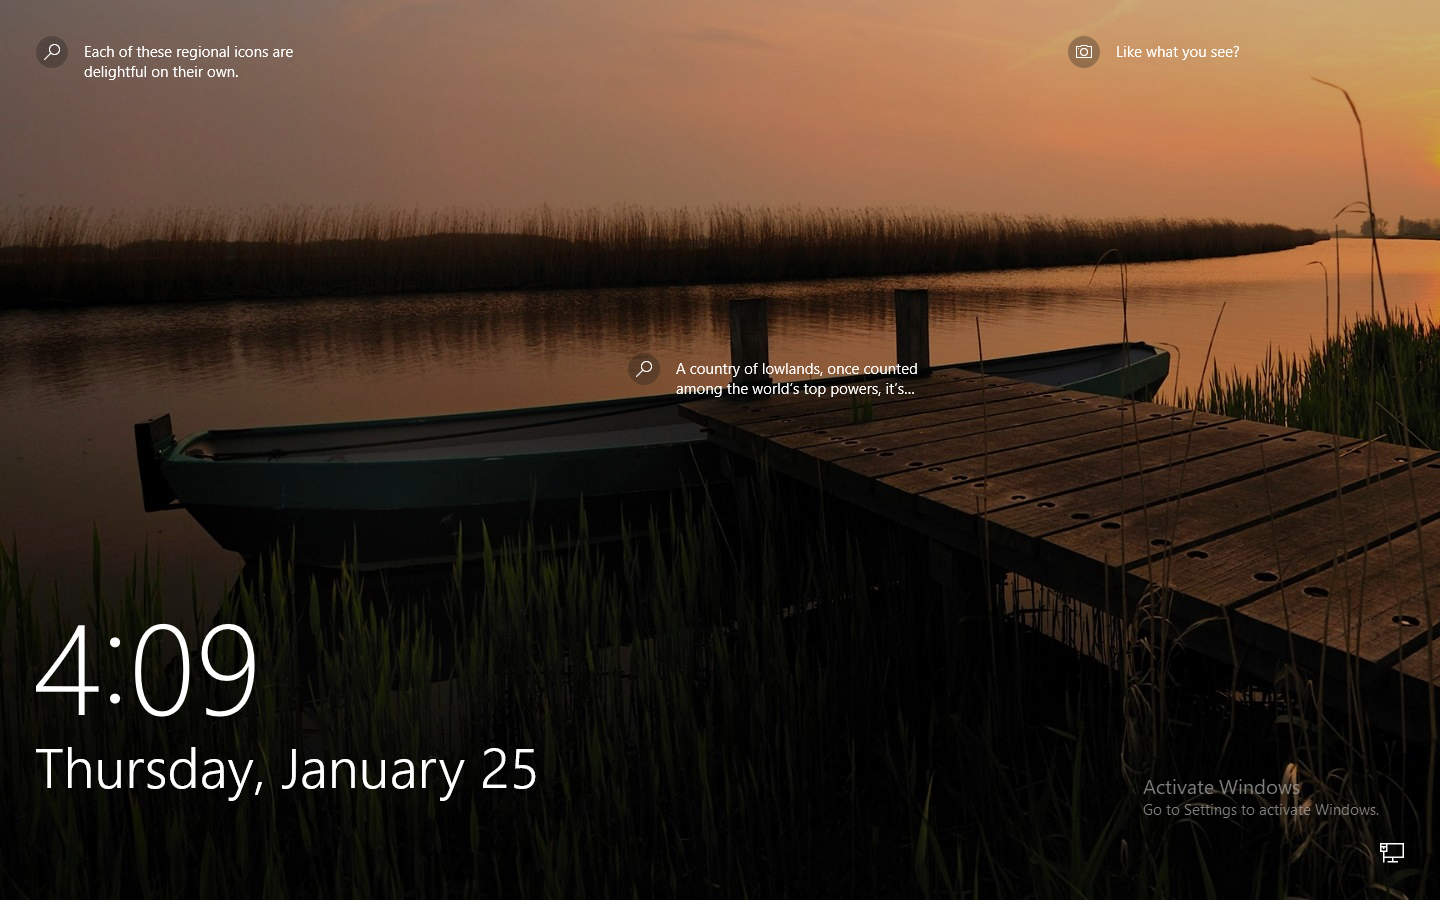 Each of these regional icons are
delightful on their own.
Like what you see?
A country of lowlands, once counted
among the world's top powers, it's...
4:09
Thursday, January 25
Activate Windows
Go to Settings to activate Windows.